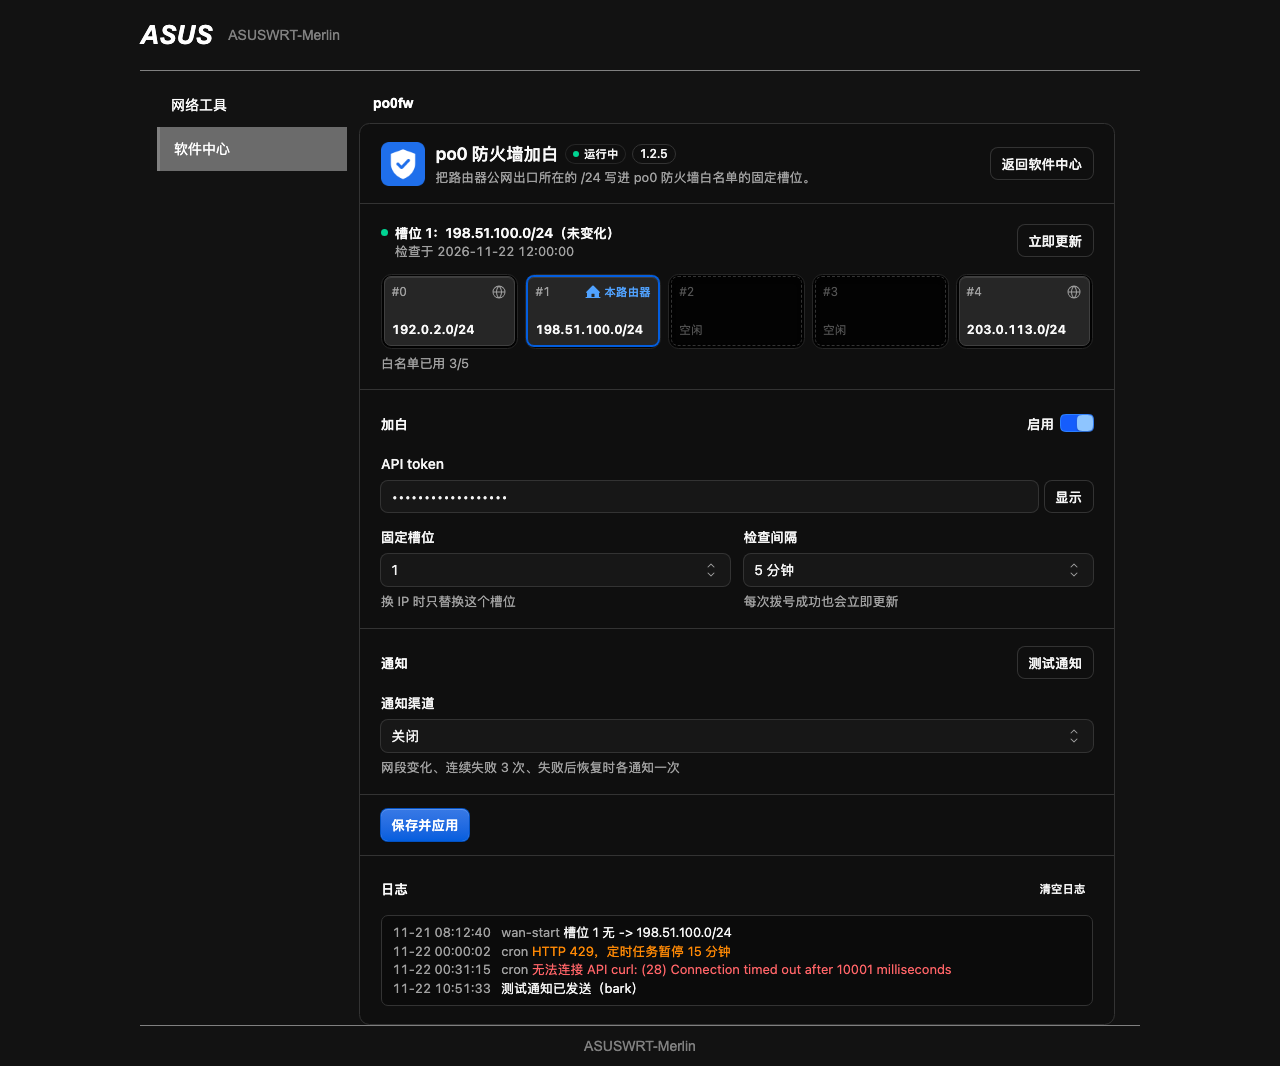 ASUS ASUSWRT-Merlin
网络工具
软件中心
po0fw
po0 防火墙加白 运行中 1.2.5
把路由器公网出口所在的 /24 写进 po0 防火墙白名单的固定槽位。
返回软件中心
槽位 1：198.51.100.0/24（未变化）
检查于 2026-11-22 12:00:00
立即更新
#0
192.0.2.0/24
#1 本路由器
198.51.100.0/24
#2
空闲
#3
空闲
#4
203.0.113.0/24
白名单已用 3/5
加白
启用
API token
••••••••••••••••••
显示
固定槽位
1
换 IP 时只替换这个槽位
检查间隔
5 分钟
每次拨号成功也会立即更新
通知
测试通知
通知渠道
关闭
网段变化、连续失败 3 次、失败后恢复时各通知一次
保存并应用
日志
清空日志
11-21 08:12:40 wan-start 槽位 1 无 -> 198.51.100.0/24
11-22 00:00:02 cron HTTP 429，定时任务暂停 15 分钟
11-22 00:31:15 cron 无法连接 API curl: (28) Connection timed out after 10001 milliseconds
11-22 10:51:33 测试通知已发送（bark）
ASUSWRT-Merlin